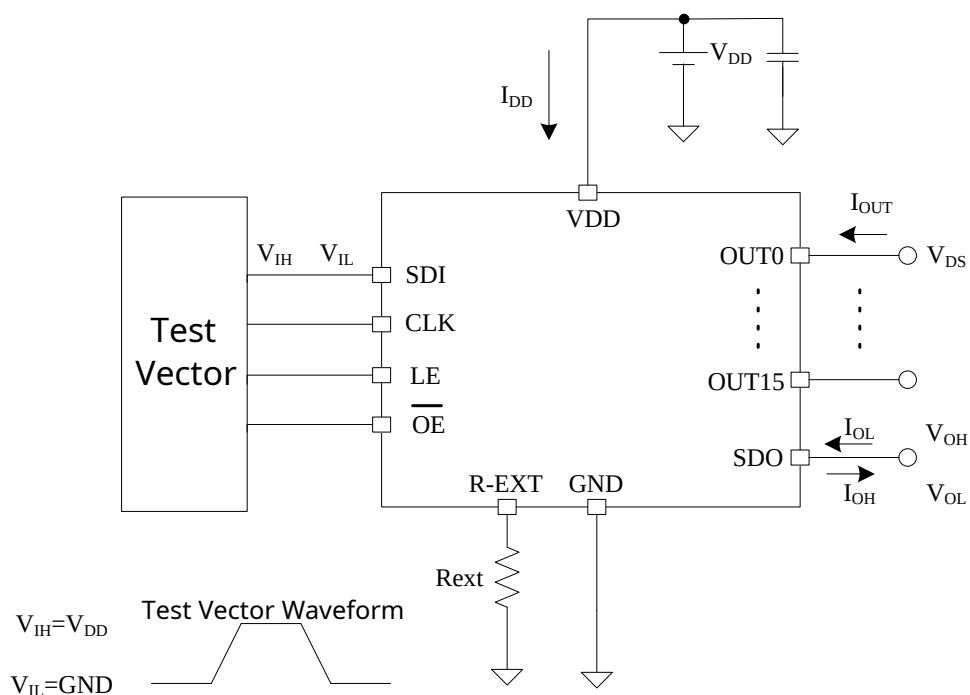 V_DD
I_DD
VDD
I_OUT
OUT0
V_DS
V_IH V_IL
SDI
Test
Vector
CLK
LE
O̅E̅
OUT15
I_OL
V_OH
SDO
I_OH
V_OL
R-EXT GND
Rext
Test Vector Waveform
V_IH=V_DD
V_IL=GND